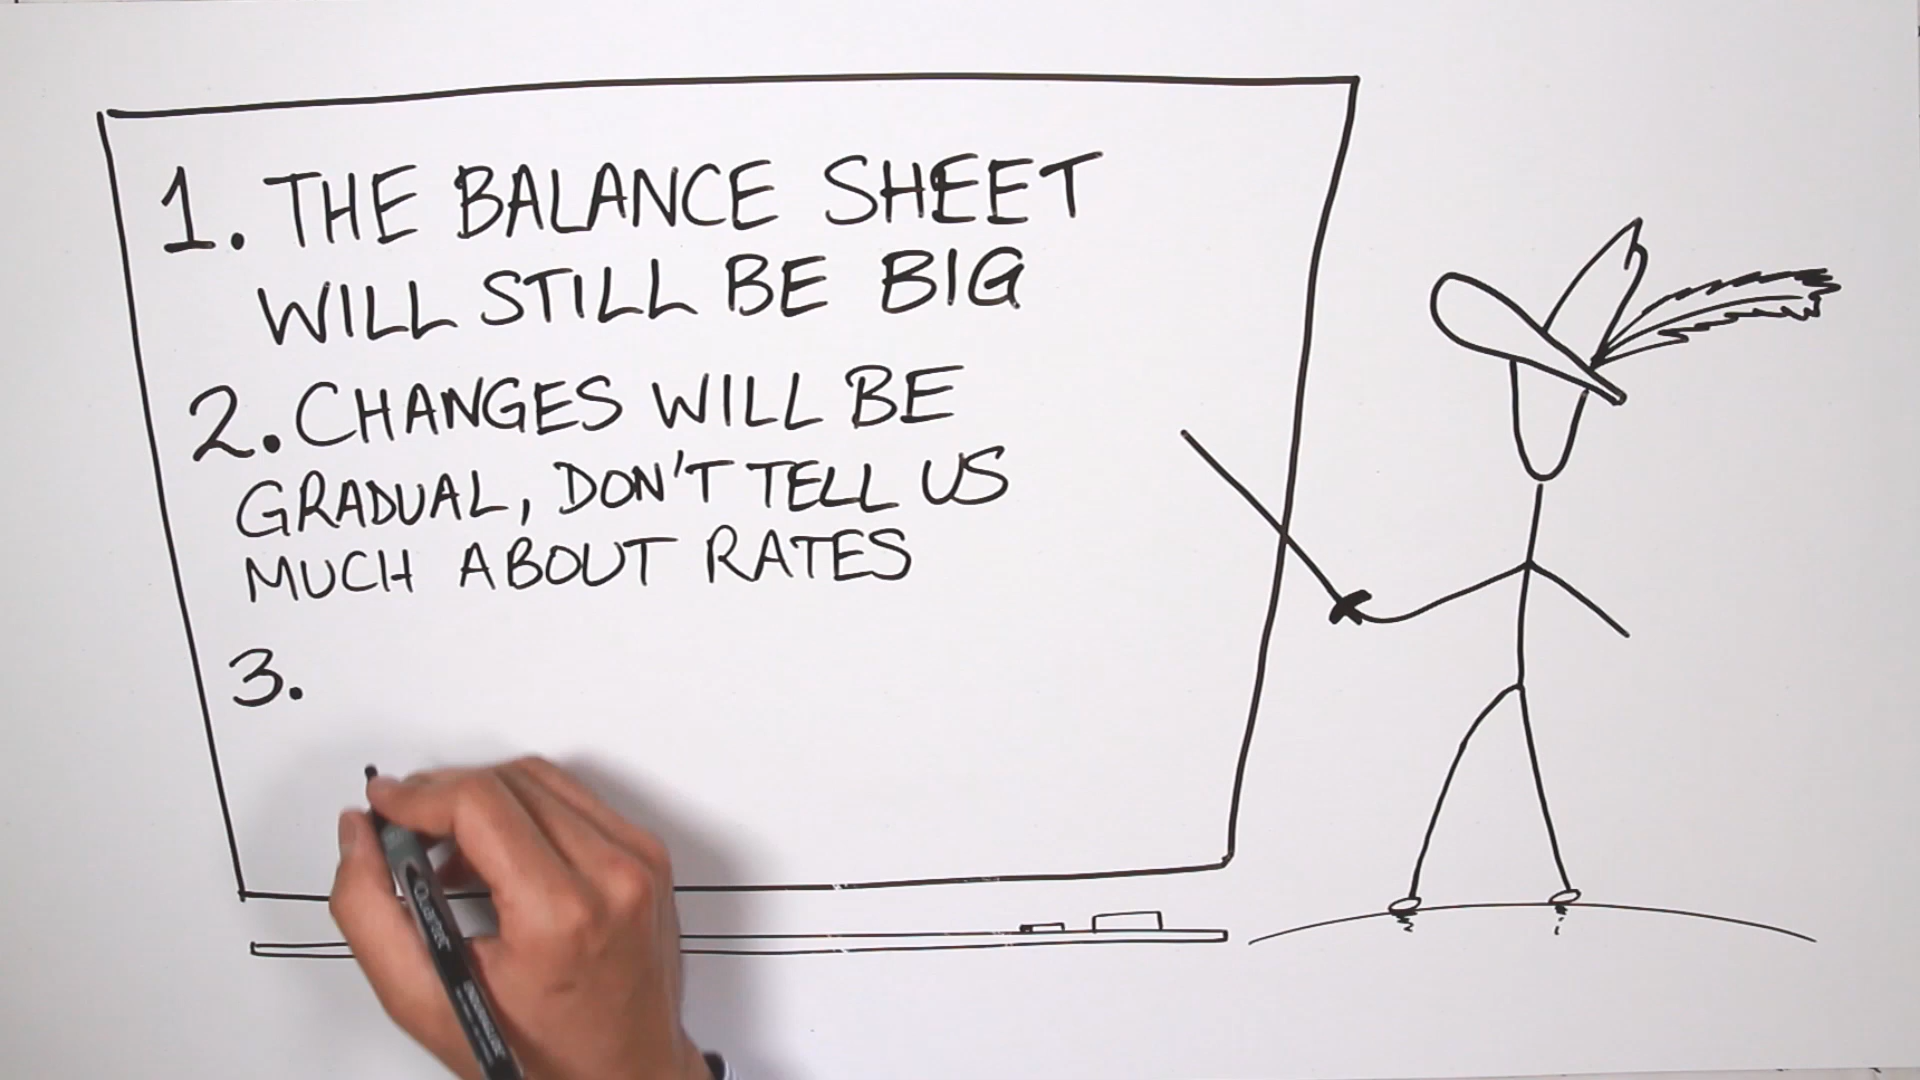 1. THE BALANCE SHEET
WILL STILL BE BIG
2. CHANGES WILL BE
GRADUAL, DON'T TELL US
MUCH ABOUT RATES
3.
Quartet